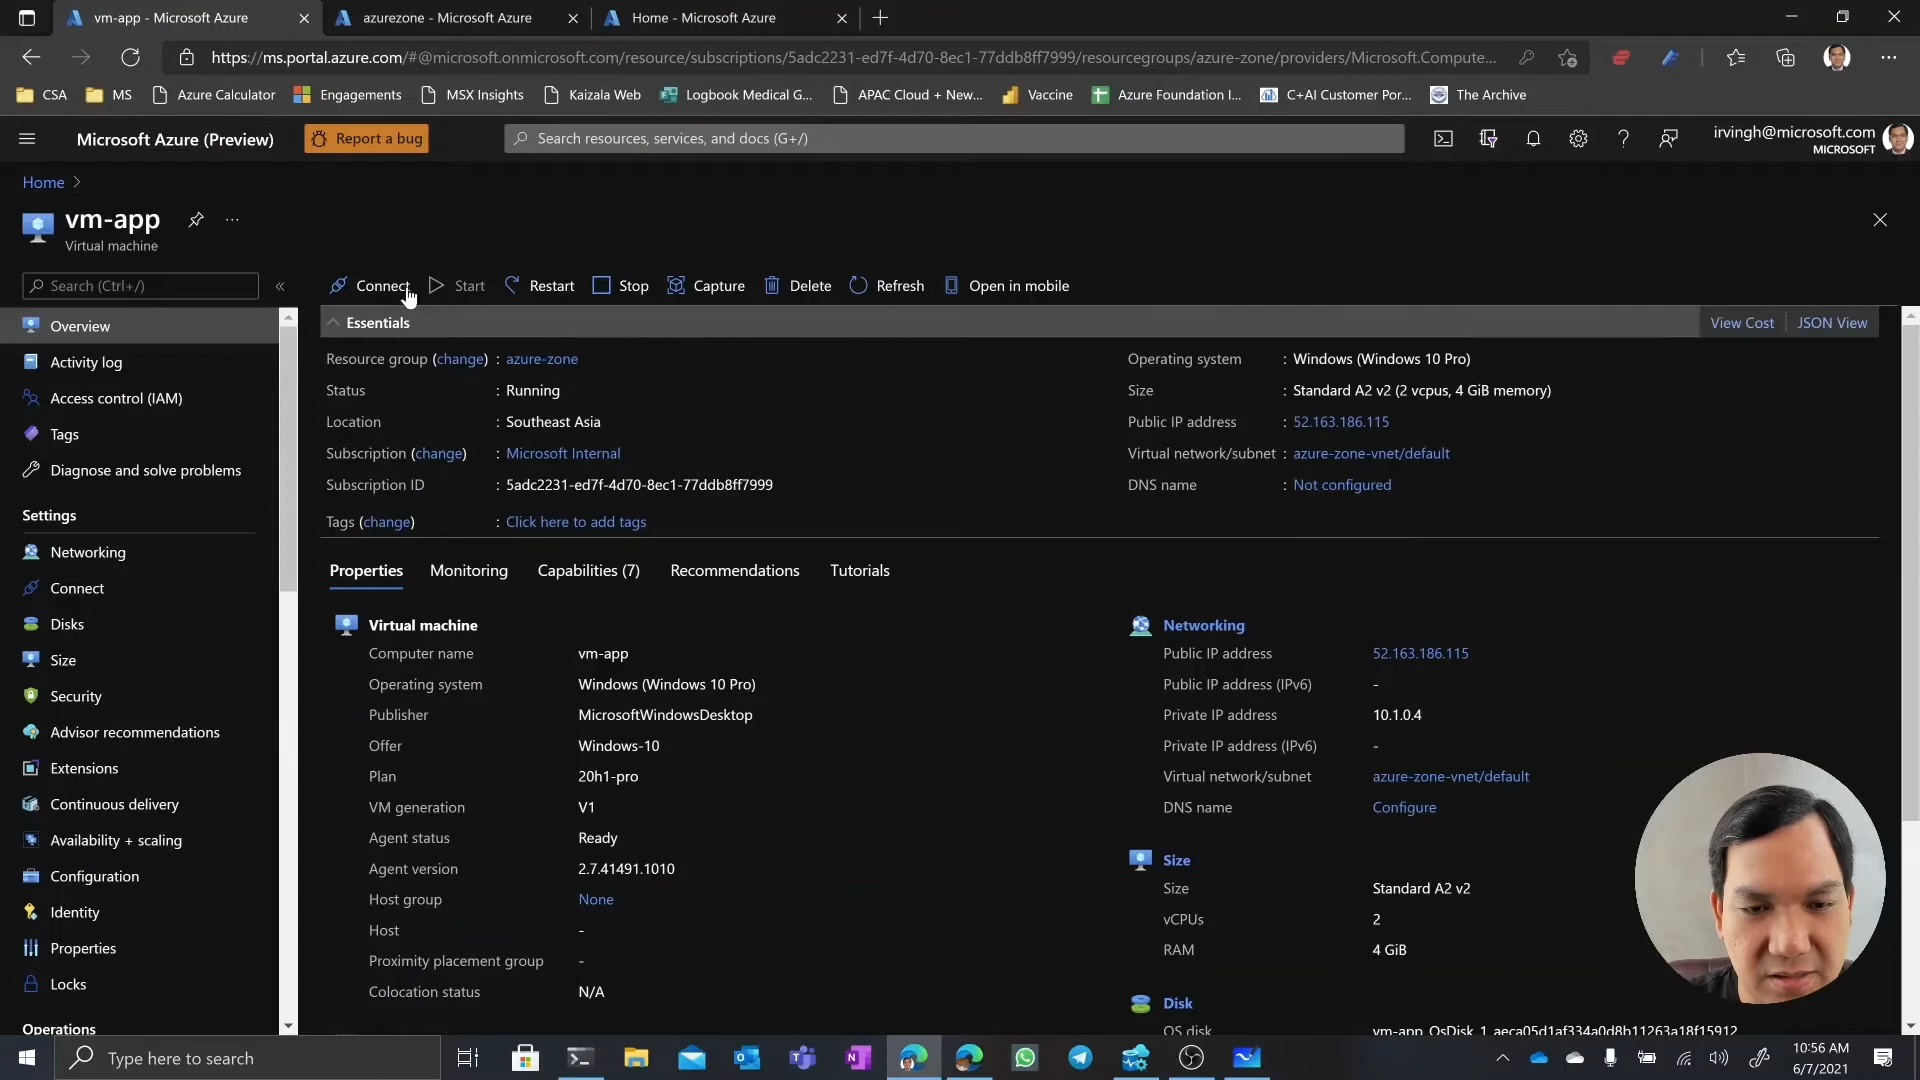 vm-app - Microsoft Azure
azurezone - Microsoft Azure
Home - Microsoft Azure
https://ms.portal.azure.com/#@microsoft.onmicrosoft.com/resource/subscriptions/5adc2231-ed7f-4d70-8ec1-77ddb8ff7999/resourcegroups/azure-zone/providers/Microsoft.Compute...
CSA
MS
Azure Calculator
Engagements
MSX Insights
Kaizala Web
Logbook Medical G...
APAC Cloud + New...
Vaccine
Azure Foundation I...
C+AI Customer Por...
The Archive
Microsoft Azure (Preview)
Report a bug
Search resources, services, and docs (G+/)
irvingh@microsoft.com
MICROSOFT
Home
vm-app
Virtual machine
Search (Ctrl+/)
Connect
Start
Restart
Stop
Capture
Delete
Refresh
Open in mobile
Overview
Activity log
Access control (IAM)
Tags
Diagnose and solve problems
Settings
Networking
Connect
Disks
Size
Security
Advisor recommendations
Extensions
Continuous delivery
Availability + scaling
Configuration
Identity
Properties
Locks
Operations
Essentials
View Cost
JSON View
Resource group (change) : azure-zone
Status : Running
Location : Southeast Asia
Subscription (change) : Microsoft Internal
Subscription ID : 5adc2231-ed7f-4d70-8ec1-77ddb8ff7999
Tags (change) : Click here to add tags
Operating system : Windows (Windows 10 Pro)
Size : Standard A2 v2 (2 vcpus, 4 GiB memory)
Public IP address : 52.163.186.115
Virtual network/subnet : azure-zone-vnet/default
DNS name : Not configured
Properties
Monitoring
Capabilities (7)
Recommendations
Tutorials
Virtual machine
Computer name vm-app
Operating system Windows (Windows 10 Pro)
Publisher MicrosoftWindowsDesktop
Offer Windows-10
Plan 20h1-pro
VM generation V1
Agent status Ready
Agent version 2.7.41491.1010
Host group None
Host -
Proximity placement group -
Colocation status N/A
Networking
Public IP address 52.163.186.115
Public IP address (IPv6) -
Private IP address 10.1.0.4
Private IP address (IPv6) -
Virtual network/subnet azure-zone-vnet/default
DNS name Configure
Size
Size Standard A2 v2
vCPUs 2
RAM 4 GiB
Disk
OS disk vm-app_OsDisk_1_aeca05d1af334a0d8b11263a18f15912
Type here to search
10:56 AM
6/7/2021